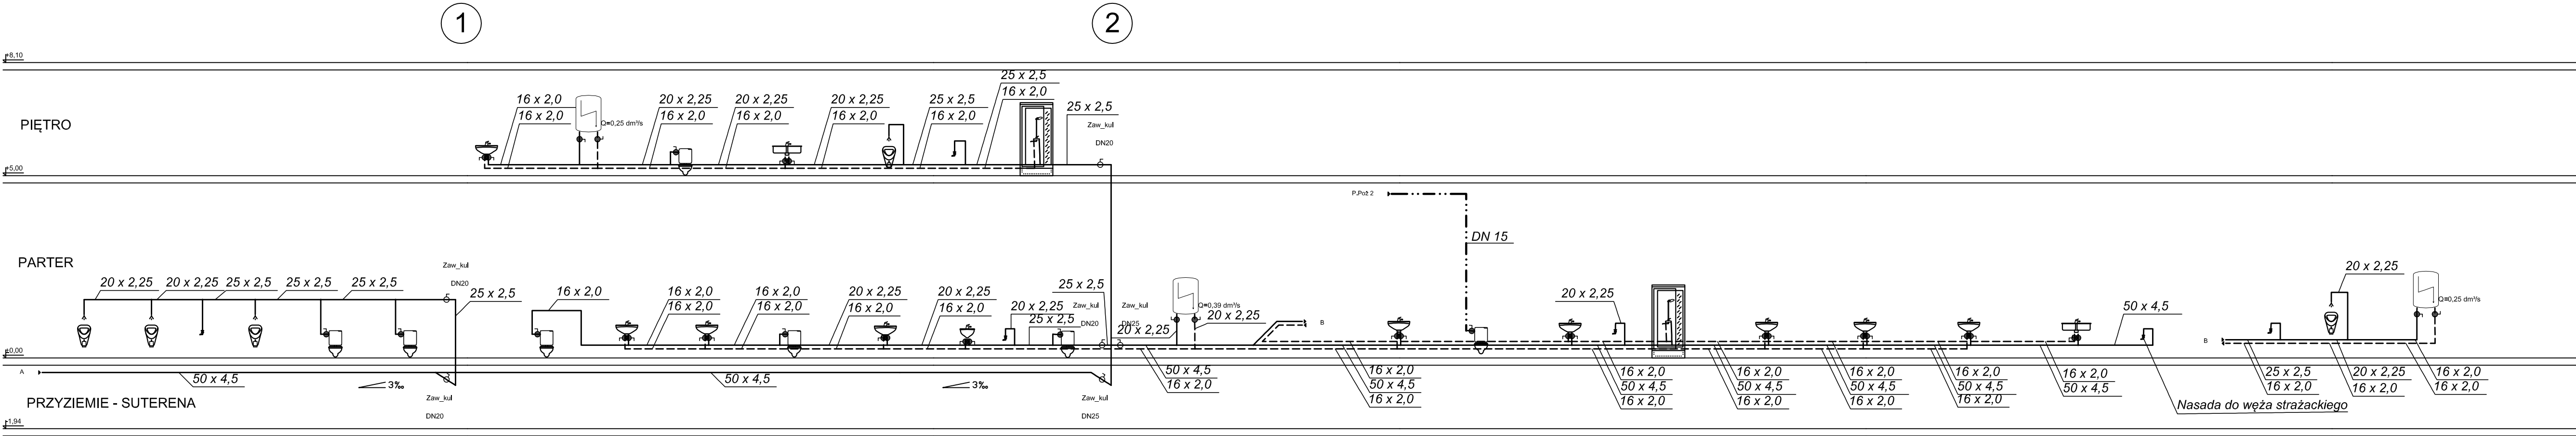 1
2
+8,10
PIĘTRO
16 x 2,0
16 x 2,0
Q=0,25 dm³/s
20 x 2,25
16 x 2,0
20 x 2,25
16 x 2,0
20 x 2,25
16 x 2,0
25 x 2,5
16 x 2,0
25 x 2,5
16 x 2,0
25 x 2,5
Zaw_kul
DN20
+5,00
P.Poż 2
DN 15
PARTER
20 x 2,25
20 x 2,25
25 x 2,5
25 x 2,5
25 x 2,5
Zaw_kul
DN20
25 x 2,5
16 x 2,0
16 x 2,0
16 x 2,0
16 x 2,0
16 x 2,0
20 x 2,25
16 x 2,0
20 x 2,25
16 x 2,0
20 x 2,25
25 x 2,5
25 x 2,5
Zaw_kul
DN20
Zaw_kul
DN25
20 x 2,25
Q=0,39 dm³/s
20 x 2,25
B
20 x 2,25
50 x 4,5
20 x 2,25
Q=0,25 dm³/s
B
±0,00
A
50 x 4,5
3‰
50 x 4,5
3‰
50 x 4,5
16 x 2,0
16 x 2,0
50 x 4,5
16 x 2,0
16 x 2,0
50 x 4,5
16 x 2,0
16 x 2,0
50 x 4,5
16 x 2,0
16 x 2,0
50 x 4,5
16 x 2,0
16 x 2,0
50 x 4,5
16 x 2,0
16 x 2,0
50 x 4,5
25 x 2,5
16 x 2,0
20 x 2,25
16 x 2,0
16 x 2,0
16 x 2,0
PRZYZIEMIE - SUTERENA
Zaw_kul
DN20
Zaw_kul
DN25
Nasada do węża strażackiego
-1,94